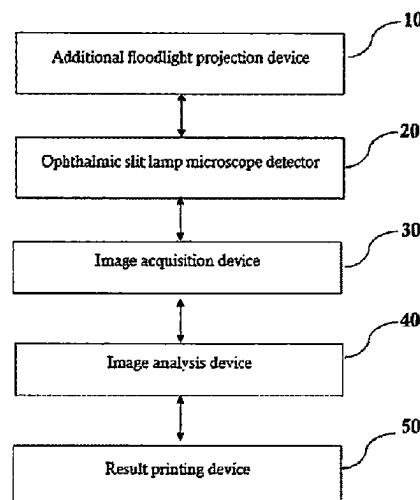 10
Additional floodlight projection device
20
Ophthalmic slit lamp microscope detector
30
Image acquisition device
40
Image analysis device
50
Result printing device